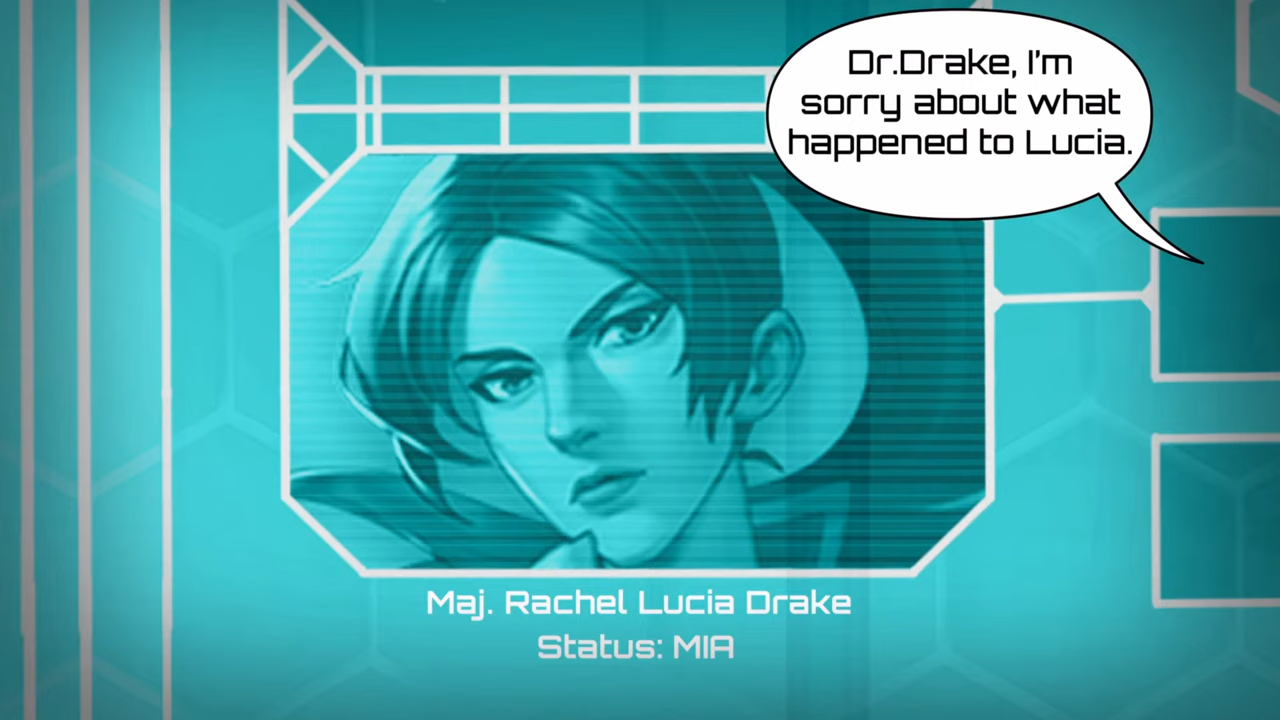 Dr.Drake, I'm
sorry about what
happened to Lucia.
Maj. Rachel Lucia Drake
Status: MIA